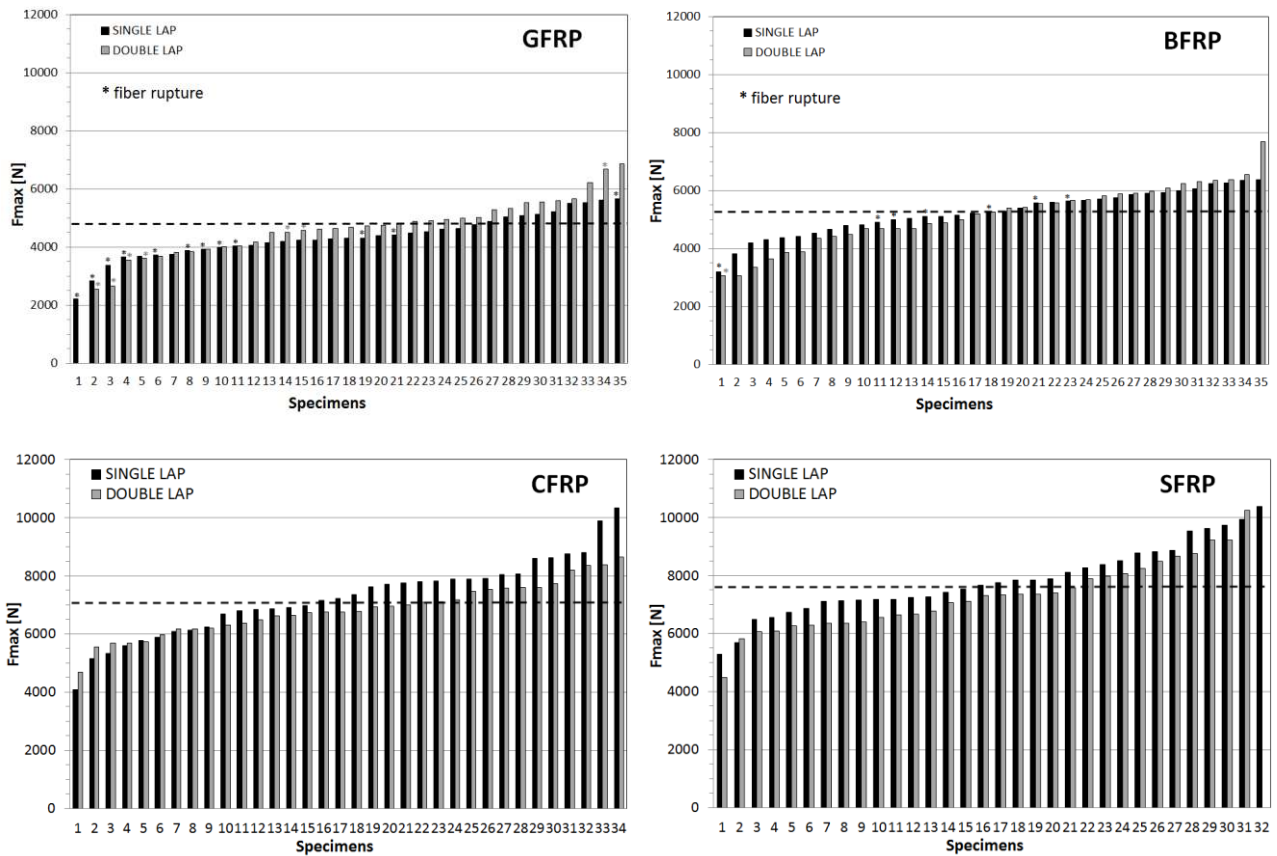 12000
10000
8000
6000
4000
2000
0
Fmax [N]
SINGLE LAP
DOUBLE LAP
GFRP
* fiber rupture
* * * * * * * * * * * * * * * * * * * *
1 2 3 4 5 6 7 8 9 10 11 12 13 14 15 16 17 18 19 20 21 22 23 24 25 26 27 28 29 30 31 32 33 34 35
Specimens
12000
10000
8000
6000
4000
2000
0
Fmax [N]
SINGLE LAP
DOUBLE LAP
BFRP
* fiber rupture
* * * * * * * *
1 2 3 4 5 6 7 8 9 10 11 12 13 14 15 16 17 18 19 20 21 22 23 24 25 26 27 28 29 30 31 32 33 34 35
Specimens
12000
10000
8000
6000
4000
2000
0
Fmax [N]
SINGLE LAP
DOUBLE LAP
CFRP
1 2 3 4 5 6 7 8 9 10 11 12 13 14 15 16 17 18 19 20 21 22 23 24 25 26 27 28 29 30 31 32 33 34
Specimens
12000
10000
8000
6000
4000
2000
0
Fmax [N]
SINGLE LAP
DOUBLE LAP
SFRP
1 2 3 4 5 6 7 8 9 10 11 12 13 14 15 16 17 18 19 20 21 22 23 24 25 26 27 28 29 30 31 32
Specimens